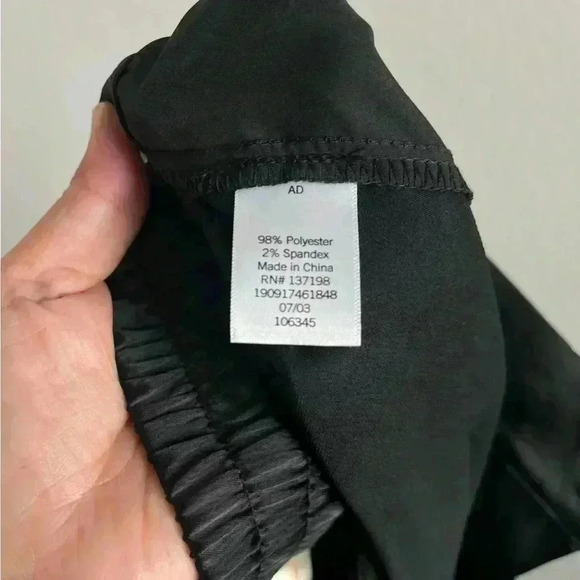 AD
98% Polyester
2% Spandex
Made in China
RN# 137198
190917461848
07/03
106345